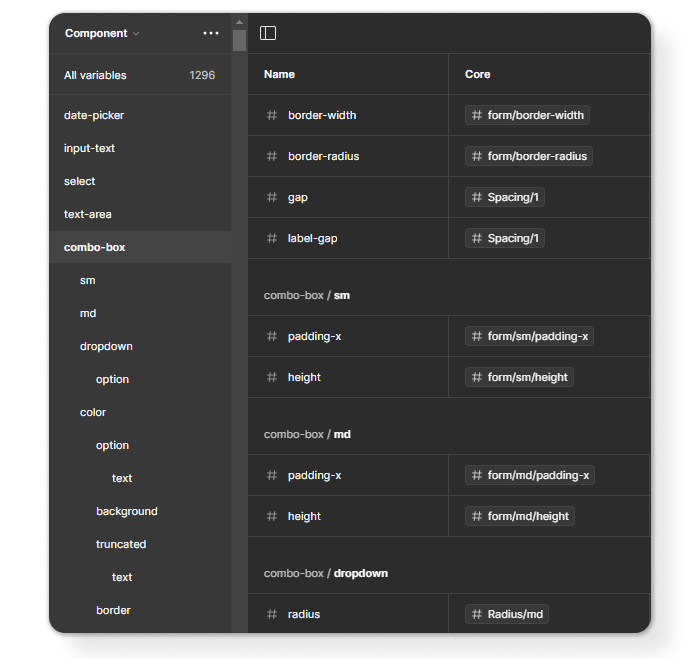 Component
All variables 1296
date-picker
input-text
select
text-area
combo-box
sm
md
dropdown
option
color
option
text
background
truncated
text
border
Name Core
# border-width # form/border-width
# border-radius # form/border-radius
# gap # Spacing/1
# label-gap # Spacing/1
combo-box / sm
# padding-x # form/sm/padding-x
# height # form/sm/height
combo-box / md
# padding-x # form/md/padding-x
# height # form/md/height
combo-box / dropdown
# radius # Radius/md